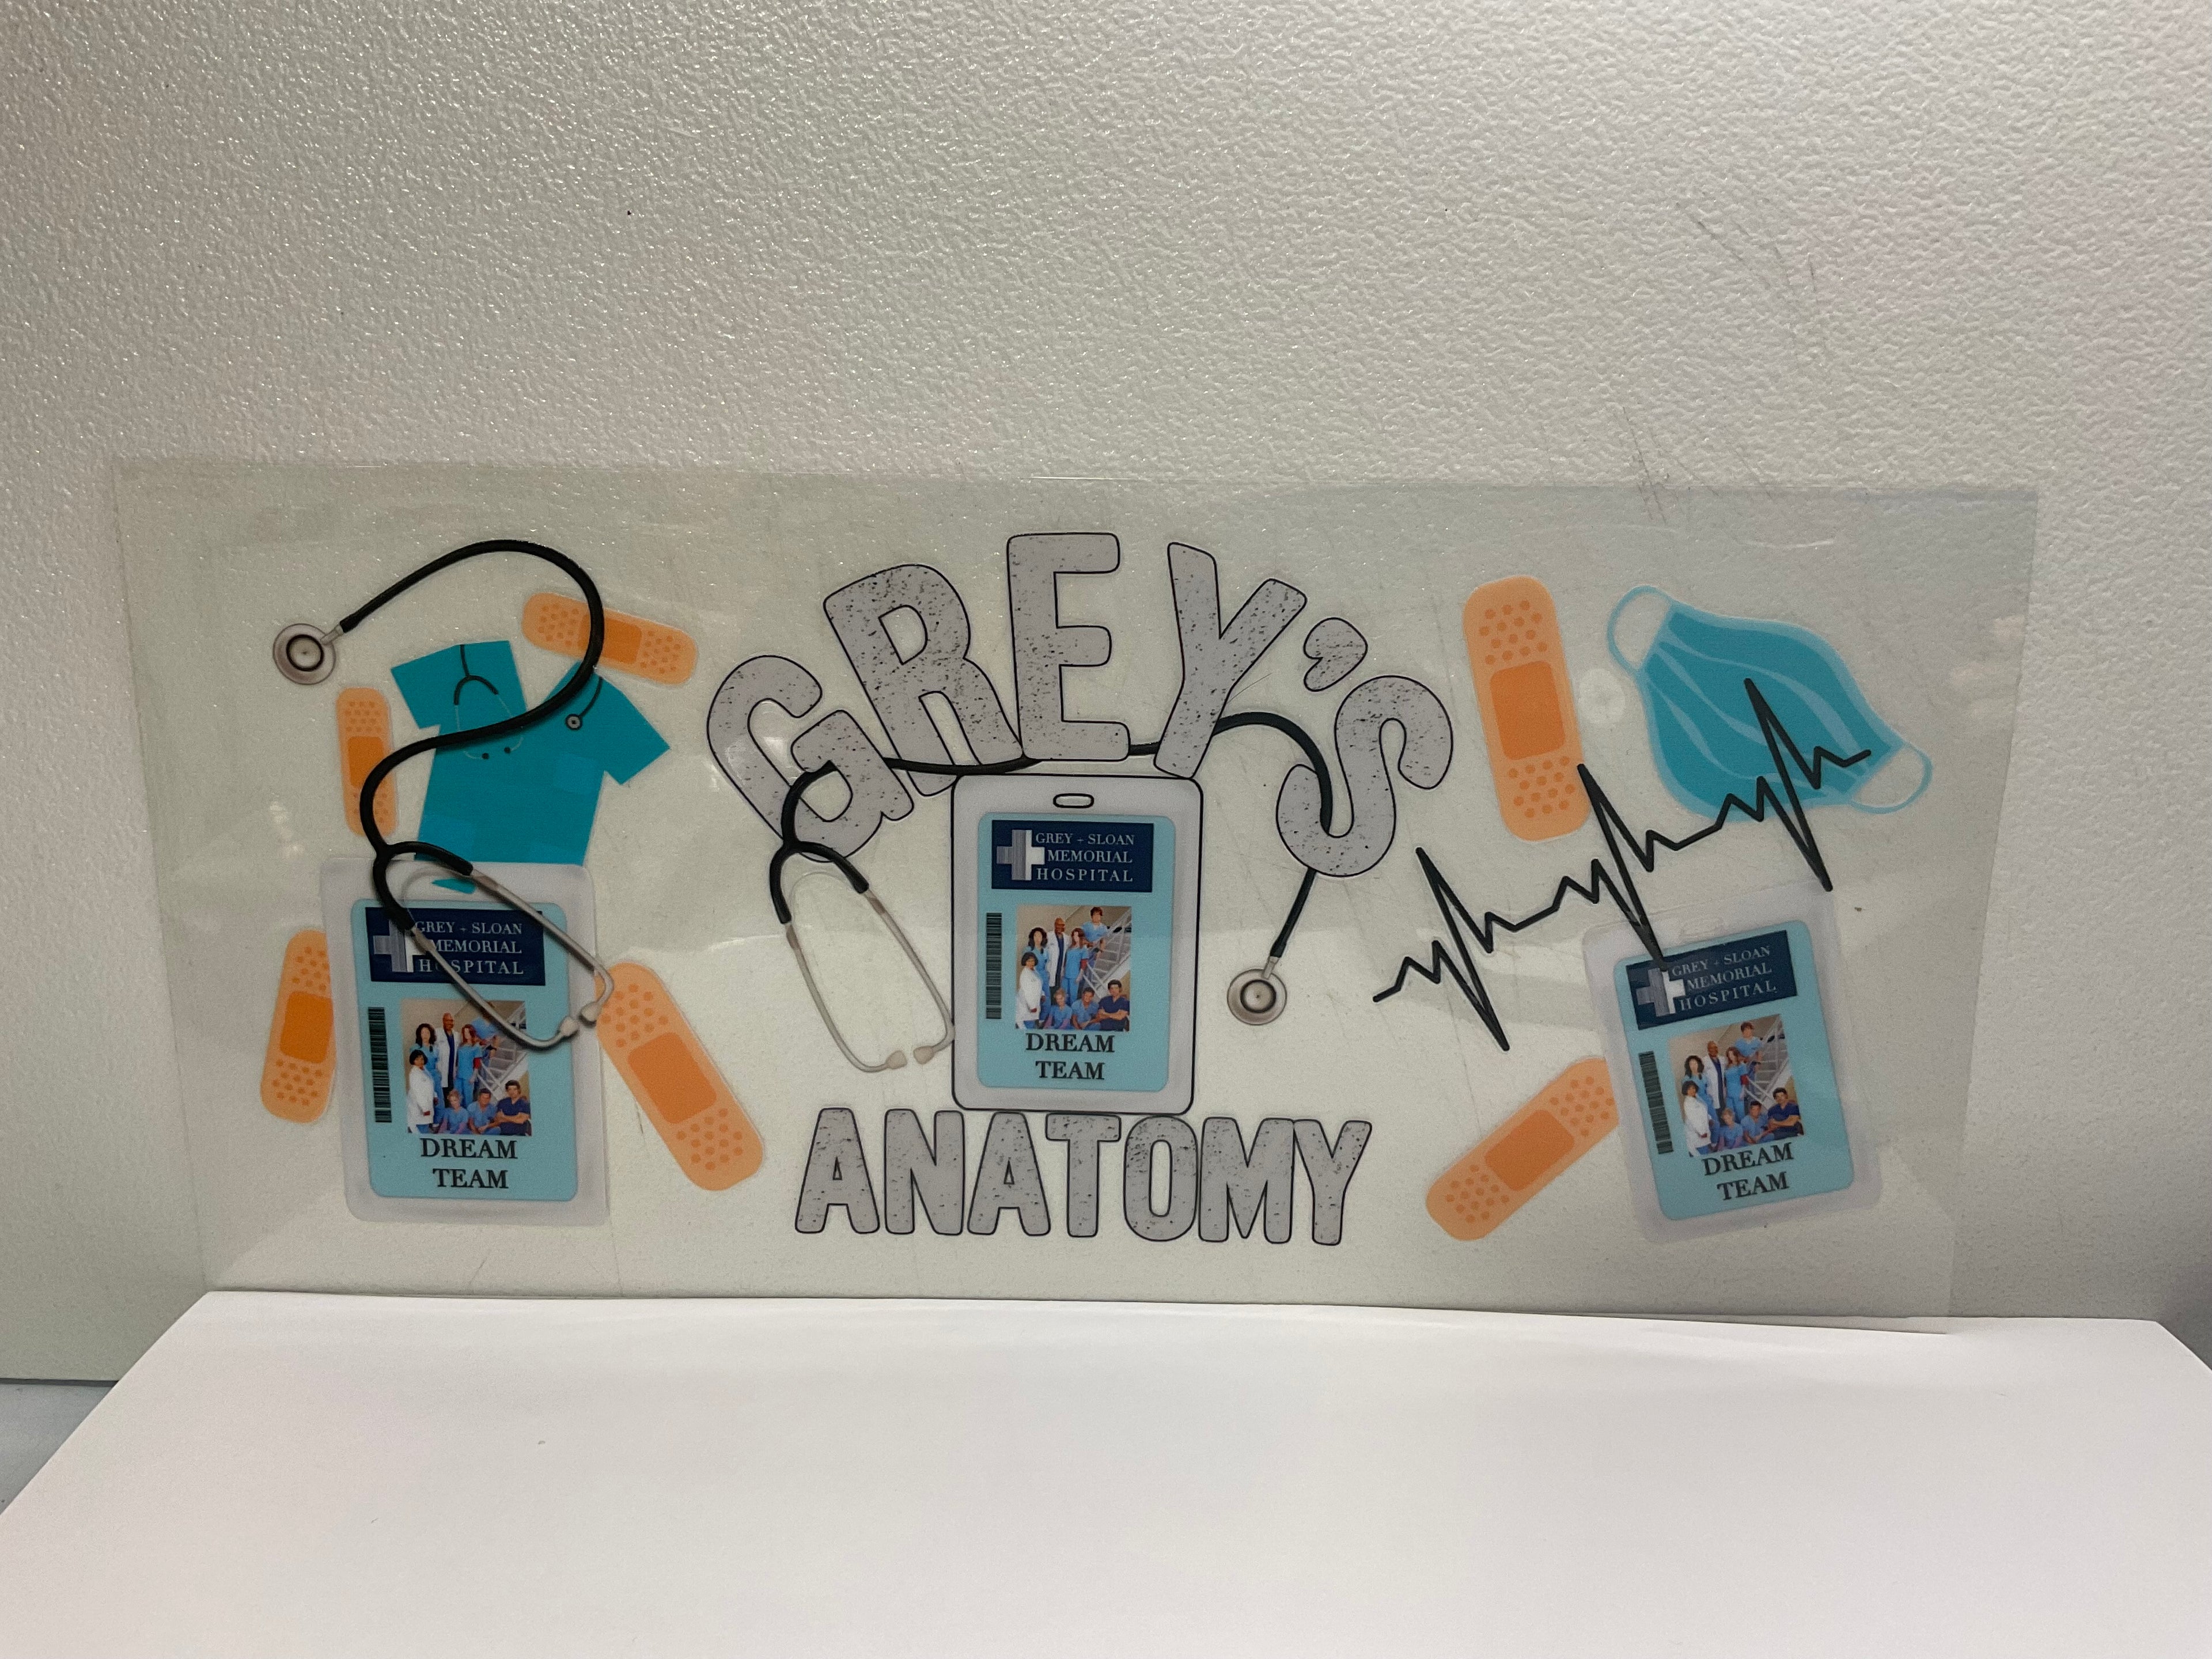 GREY'S
GREY + SLOAN
MEMORIAL
HOSPITAL
DREAM
TEAM
GREY + SLOAN
MEMORIAL
HOSPITAL
DREAM
TEAM
GREY + SLOAN
MEMORIAL
HOSPITAL
DREAM
TEAM
ANATOMY